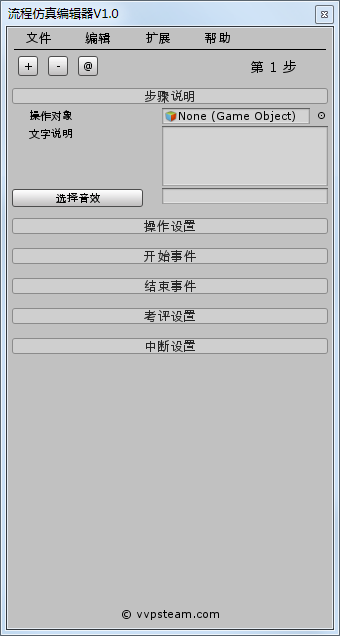 流程仿真编辑器V1.0
文件 编辑 扩展 帮助
+ - @ 第 1 步
步骤说明
操作对象 None (Game Object)
文字说明
选择音效
操作设置
开始事件
结束事件
考评设置
中断设置
© vvpsteam.com